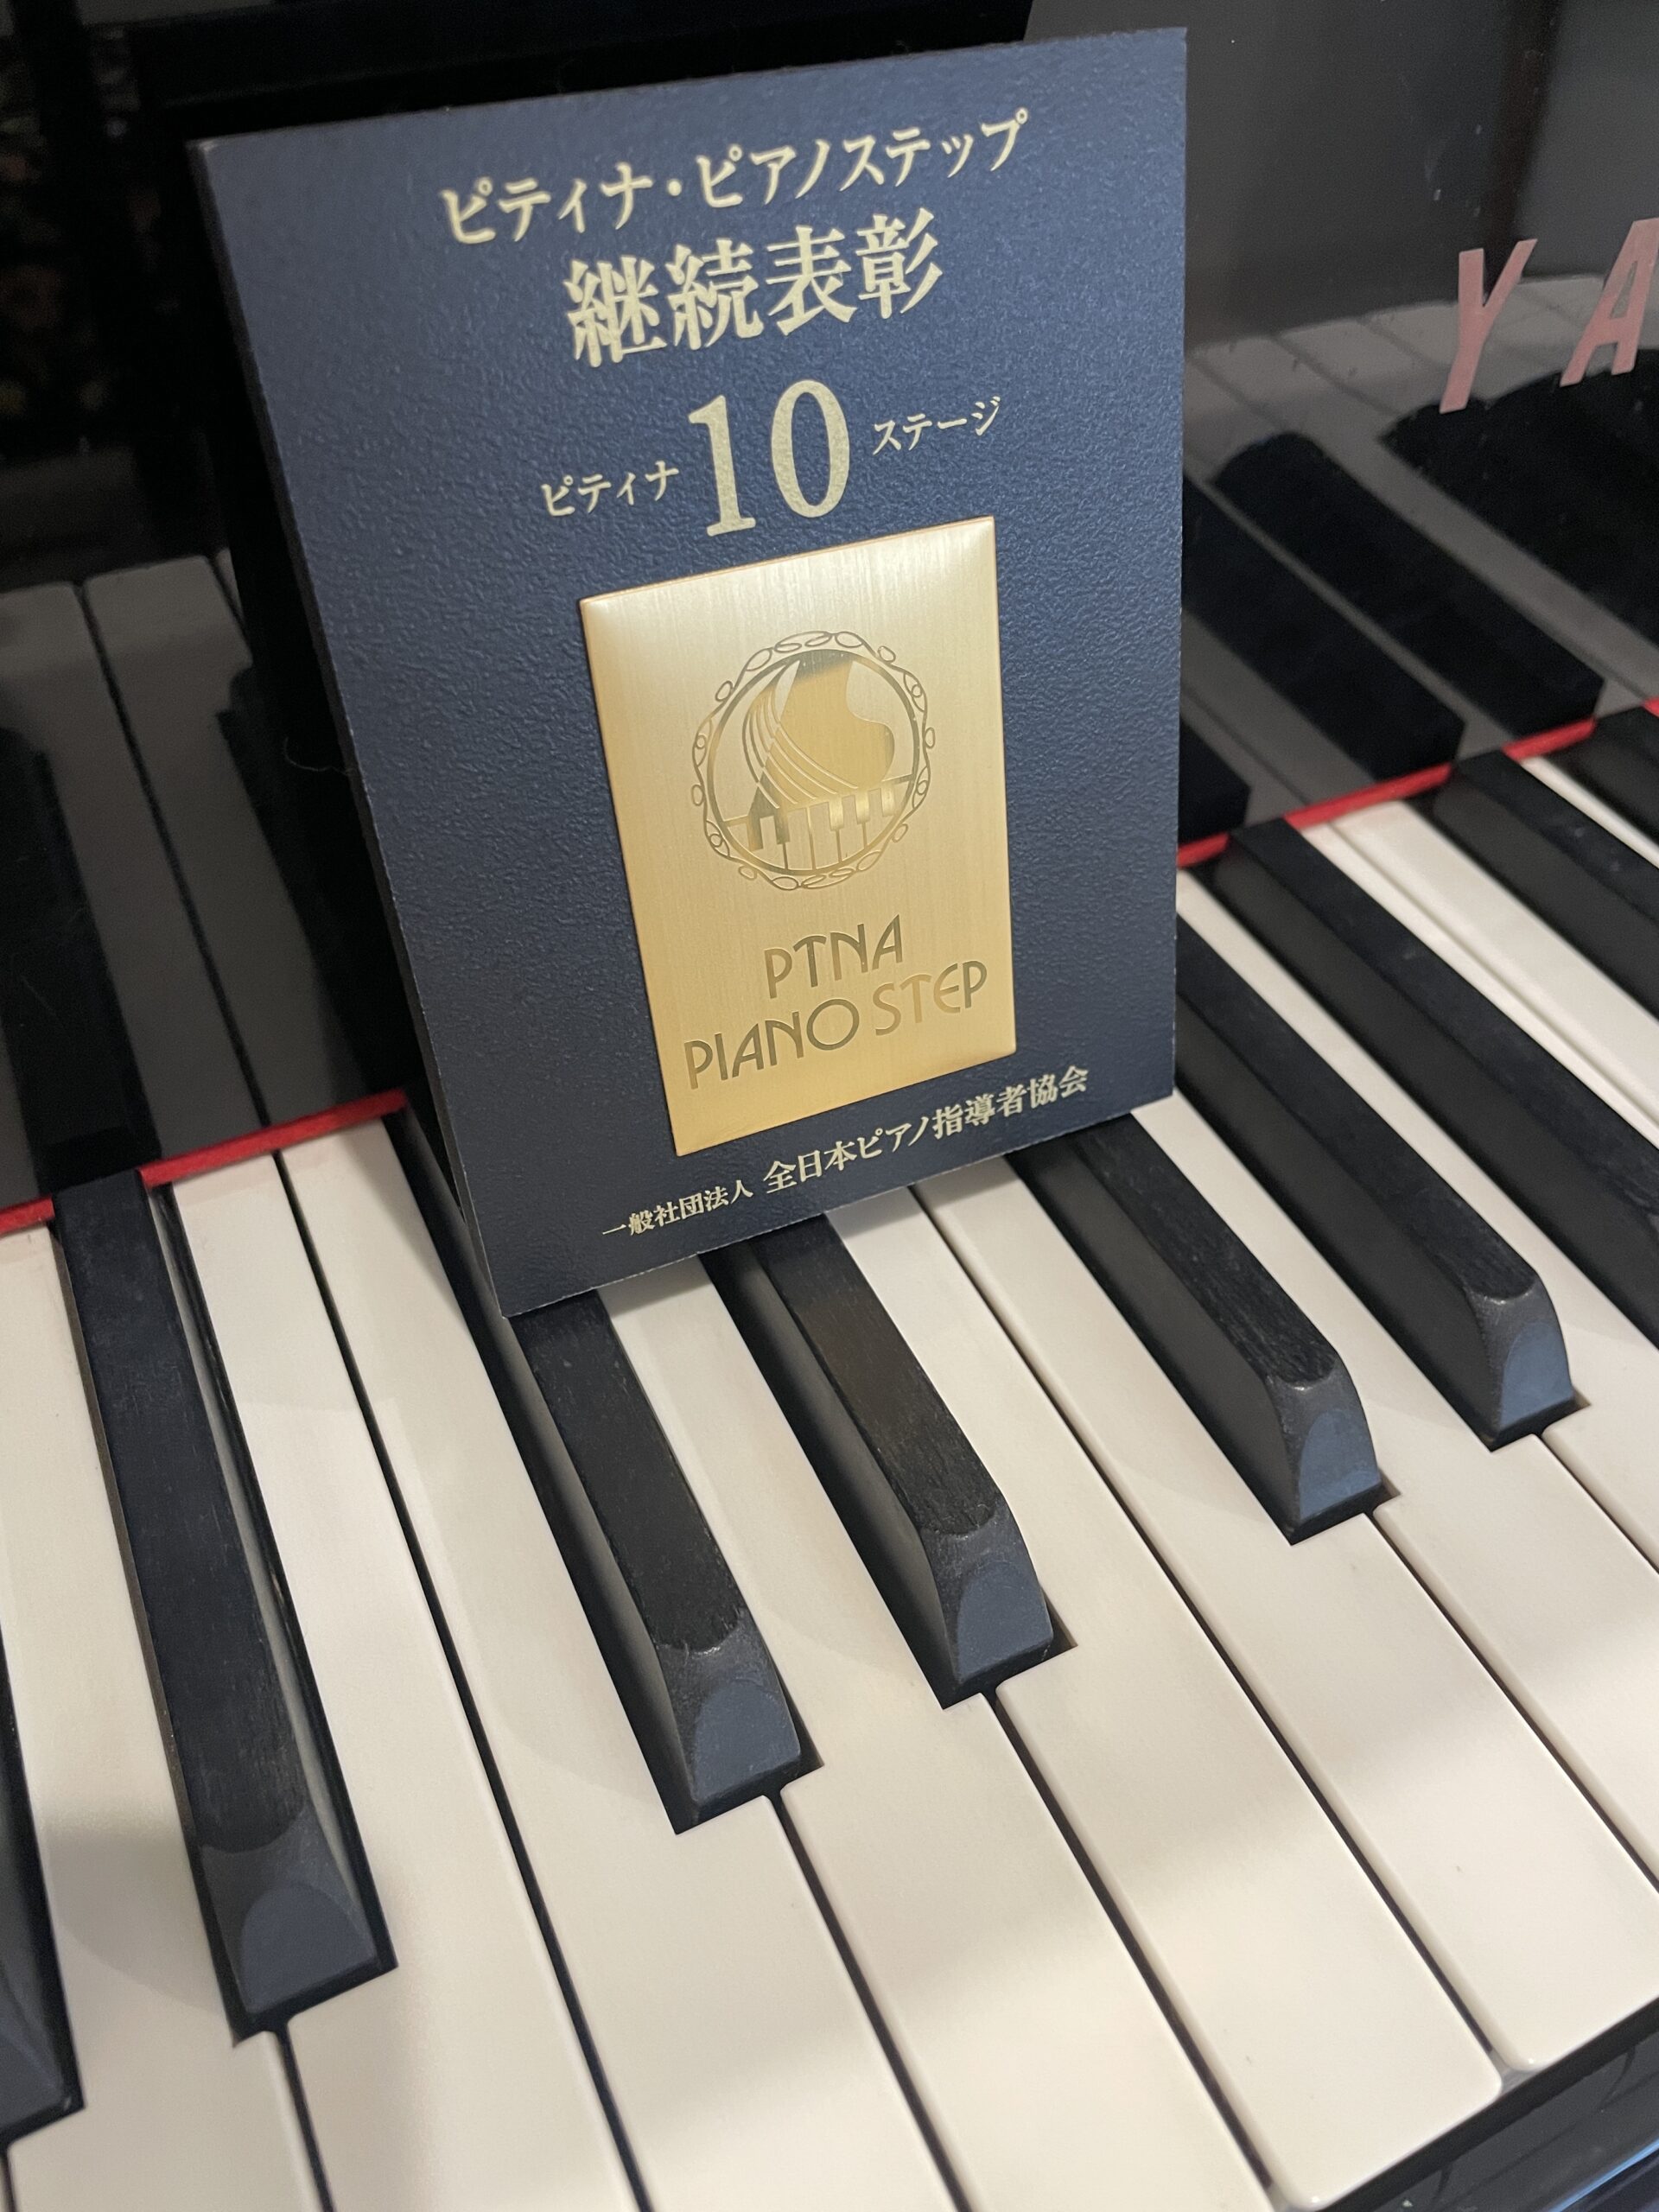 ピティナ・ピアノステップ
継続表彰
ピティナ 10 ステージ
PTNA
PIANO STEP
一般社団法人 全日本ピアノ指導者協会
YA